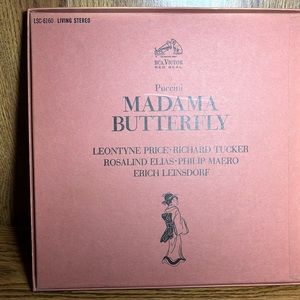 LSC-6160 LIVING STEREO
RCA VICTOR
RED SEAL
Puccini
MADAMA
BUTTERFLY
LEONTYNE PRICE · RICHARD TUCKER
ROSALIND ELIAS · PHILIP MAERO
ERICH LEINSDORF